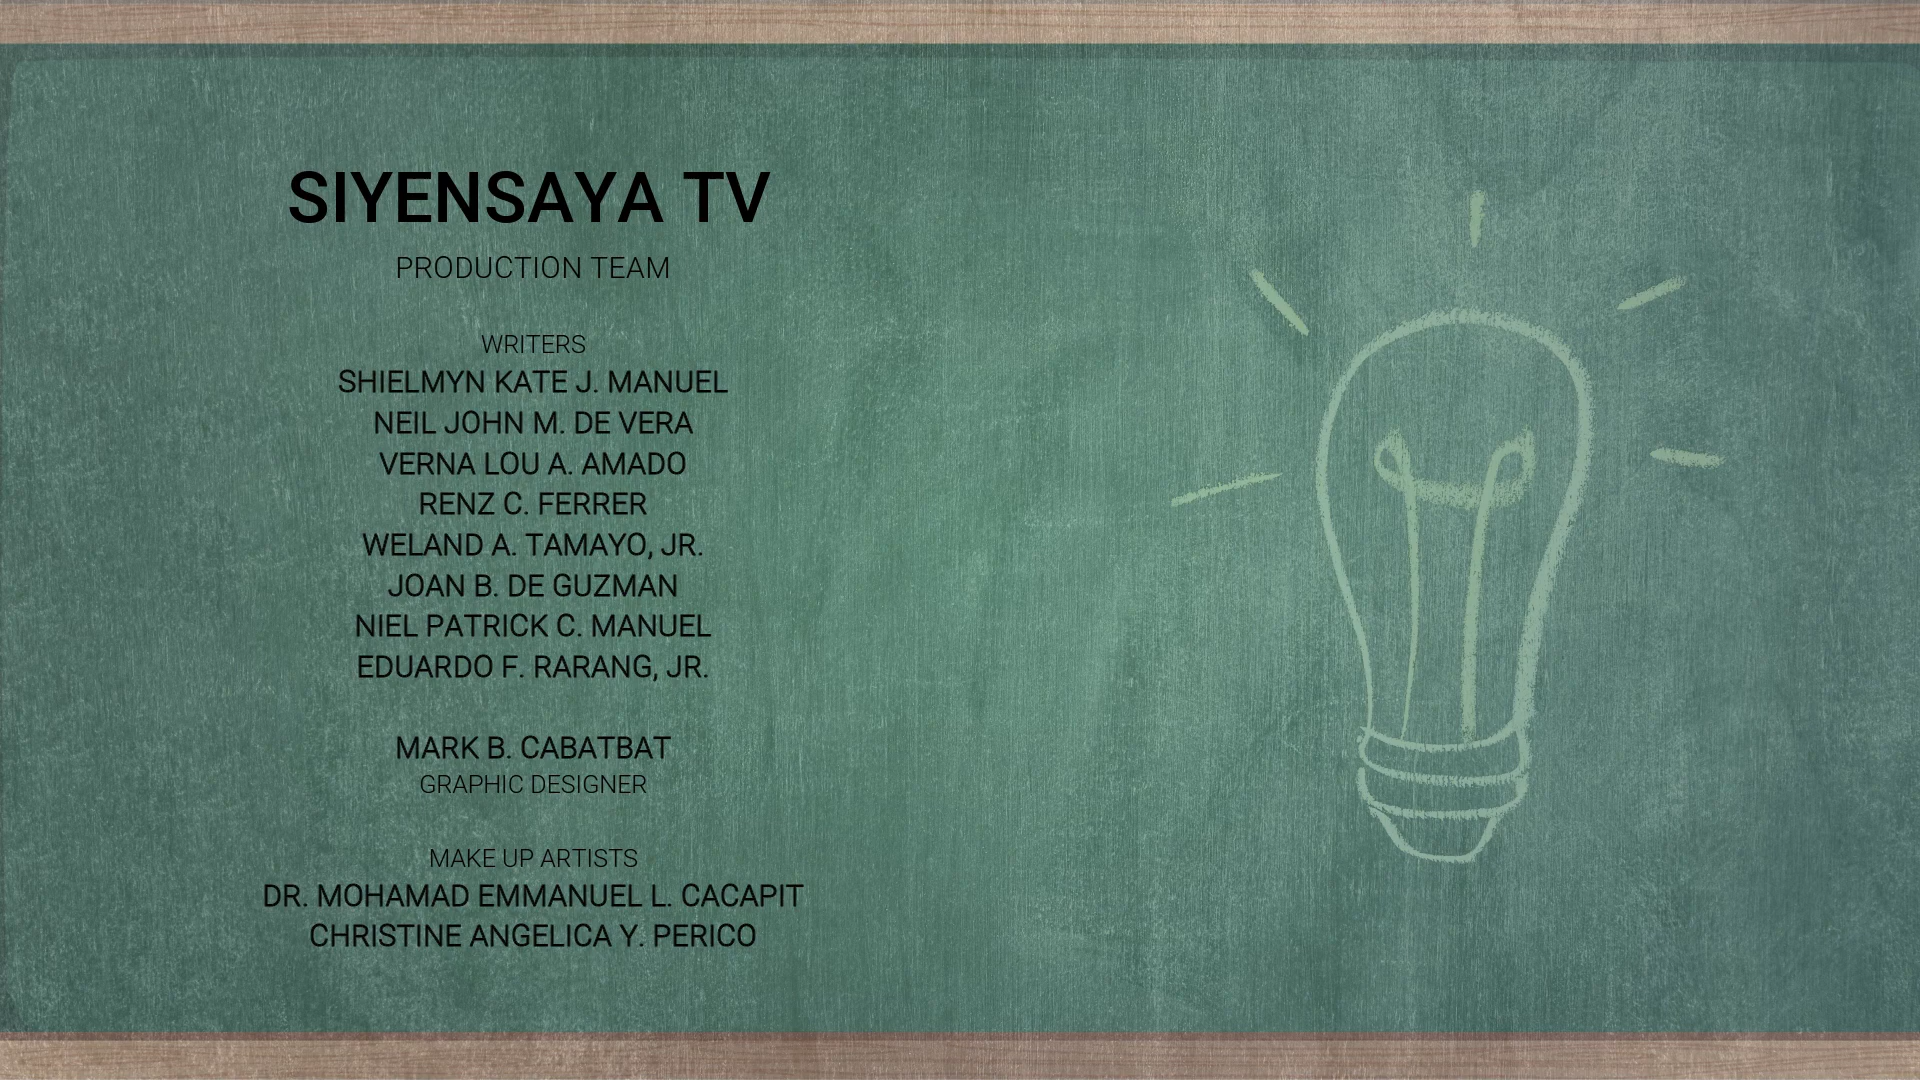 SIYENSAYA TV
PRODUCTION TEAM
WRITERS
SHIELMYN KATE J. MANUEL
NEIL JOHN M. DE VERA
VERNA LOU A. AMADO
RENZ C. FERRER
WELAND A. TAMAYO, JR.
JOAN B. DE GUZMAN
NIEL PATRICK C. MANUEL
EDUARDO F. RARANG, JR.
MARK B. CABATBAT
GRAPHIC DESIGNER
MAKE UP ARTISTS
DR. MOHAMAD EMMANUEL L. CACAPIT
CHRISTINE ANGELICA Y. PERICO